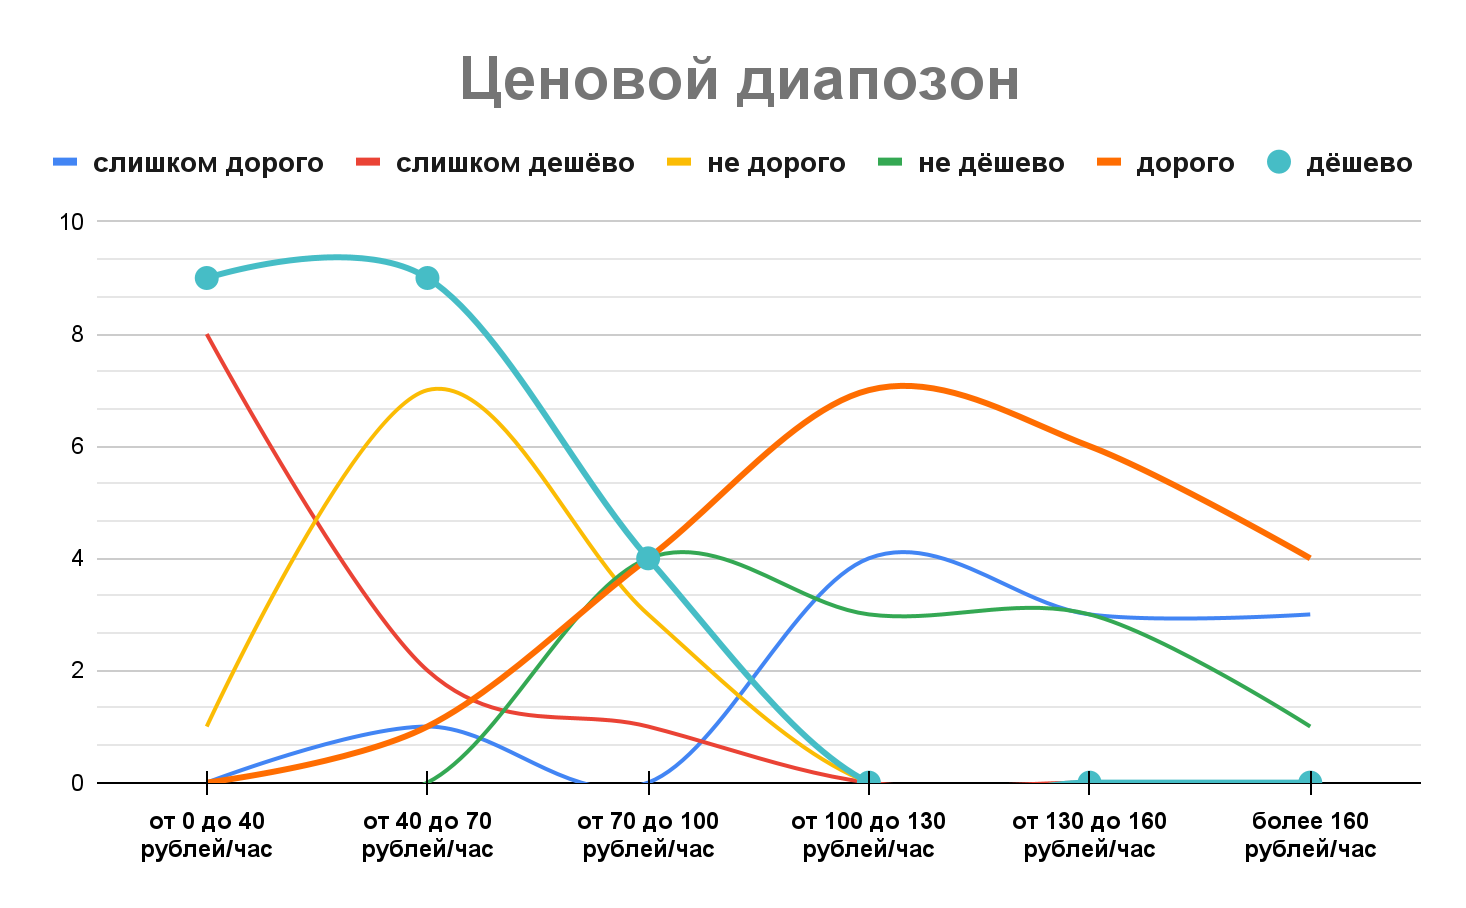 Ценовой диапозон
слишком дорого слишком дешёво не дорого не дёшево дорого дёшево
10
8
6
4
2
0
от 0 до 40 от 40 до 70 от 70 до 100 от 100 до 130 от 130 до 160 более 160
рублей/час рублей/час рублей/час рублей/час рублей/час рублей/час